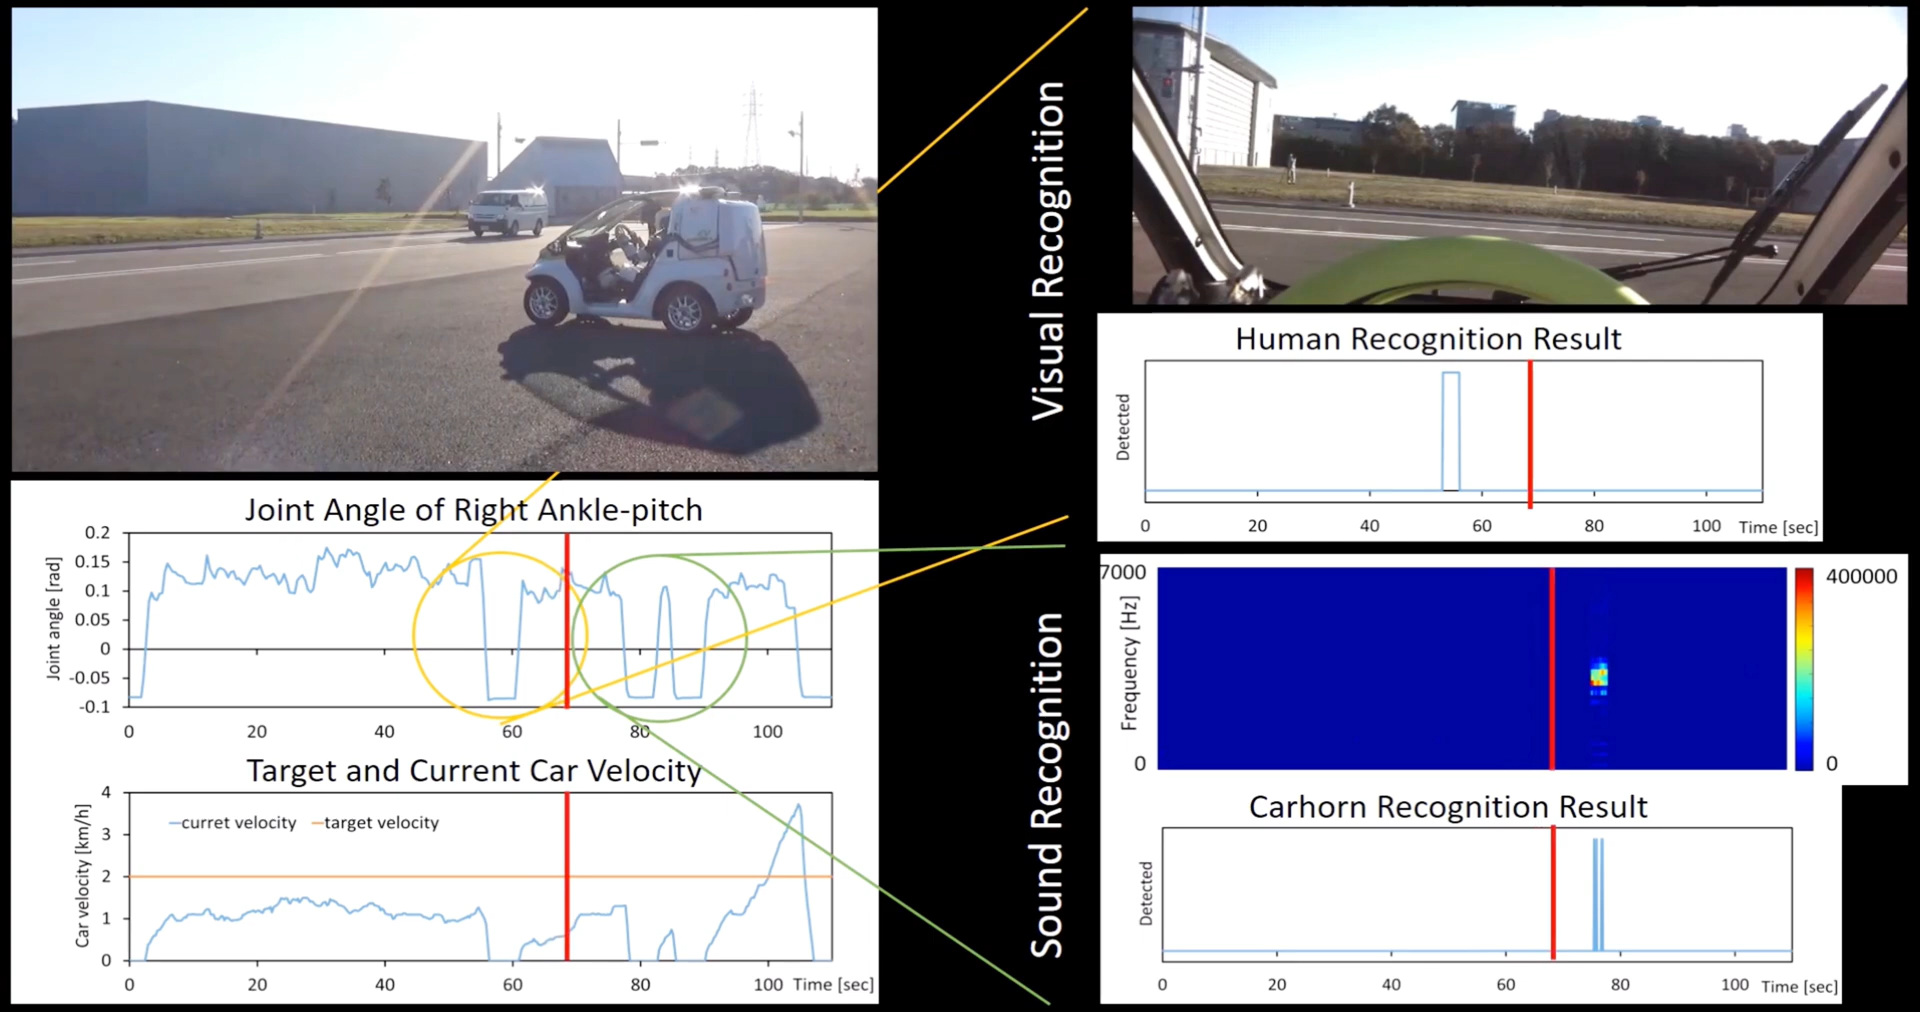 Visual Recognition
Human Recognition Result
Detected
0 20 40 60 80 100 Time [sec]
Joint Angle of Right Ankle-pitch
Joint angle [rad]
0.2
0.15
0.1
0.05
0
-0.05
-0.1
0 20 40 60 80 100
Target and Current Car Velocity
Car velocity [km/h]
4
3
2
1
0
curret velocity target velocity
0 20 40 60 80 100 Time [sec]
Sound Recognition
7000
Frequency [Hz]
0
400000
0
Carhorn Recognition Result
Detected
0 20 40 60 80 100 Time [sec]